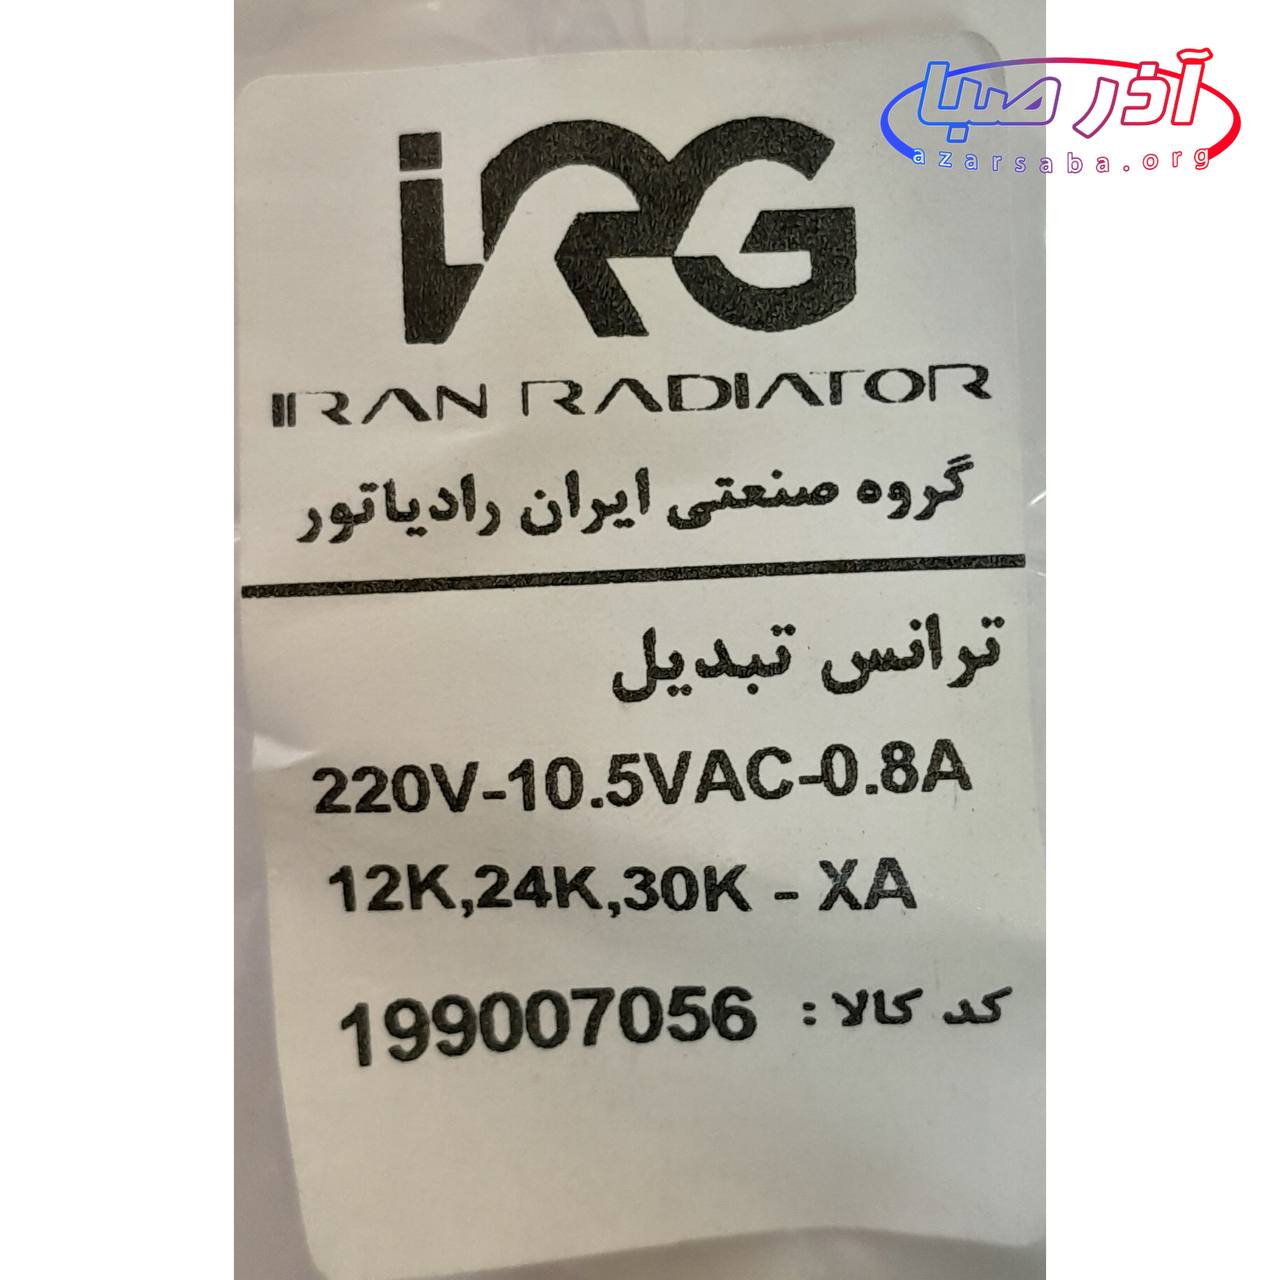 آذر صبا
azarsaba.org
iRG
IRAN RADIATOR
گروه صنعتی ایران رادیاتور
ترانس تبدیل
220V-10.5VAC-0.8A
12K,24K,30K - XA
کد کالا : 199007056